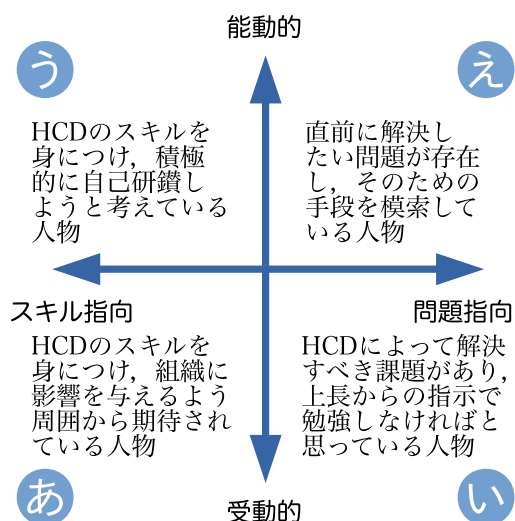 能動的
う
え
HCDのスキルを
身につけ，積極
的に自己研鑽し
ようと考えている
人物
直前に解決し
たい問題が存在
し，そのための
手段を模索して
いる人物
スキル指向
問題指向
HCDのスキルを
身につけ，組織に
影響を与えるよう
周囲から期待され
ている人物
HCDによって解決
すべき課題があり，
上長からの指示で
勉強しなければと
思っている人物
あ
い
受動的